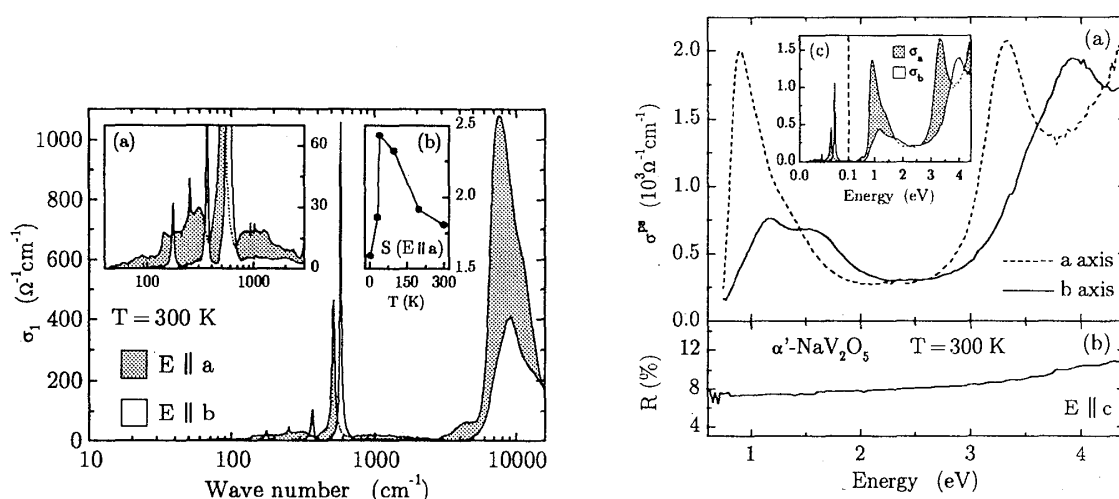 σ₁ (Ω⁻¹cm⁻¹)
1000
800
600
400
200
0
10
100
1000
10000
Wave number (cm⁻¹)
T = 300 K
E ∥ a
E ∥ b
(a)
60
30
0
100
1000
(b)
2.5
2.0
1.5
S (E ∥ a)
0
150
300
T (K)
(a)
σᵖˢ (10³Ω⁻¹cm⁻¹)
2.0
1.5
1.0
0.5
0.0
a axis
b axis
(c)
σₐ
σ_b
1.5
1.0
0.5
0.0
0.0
0.1
1
2
3
4
Energy (eV)
(b)
α'-NaV₂O₅ T = 300 K
R (%)
12
8
4
E ∥ c
1
2
3
4
Energy (eV)